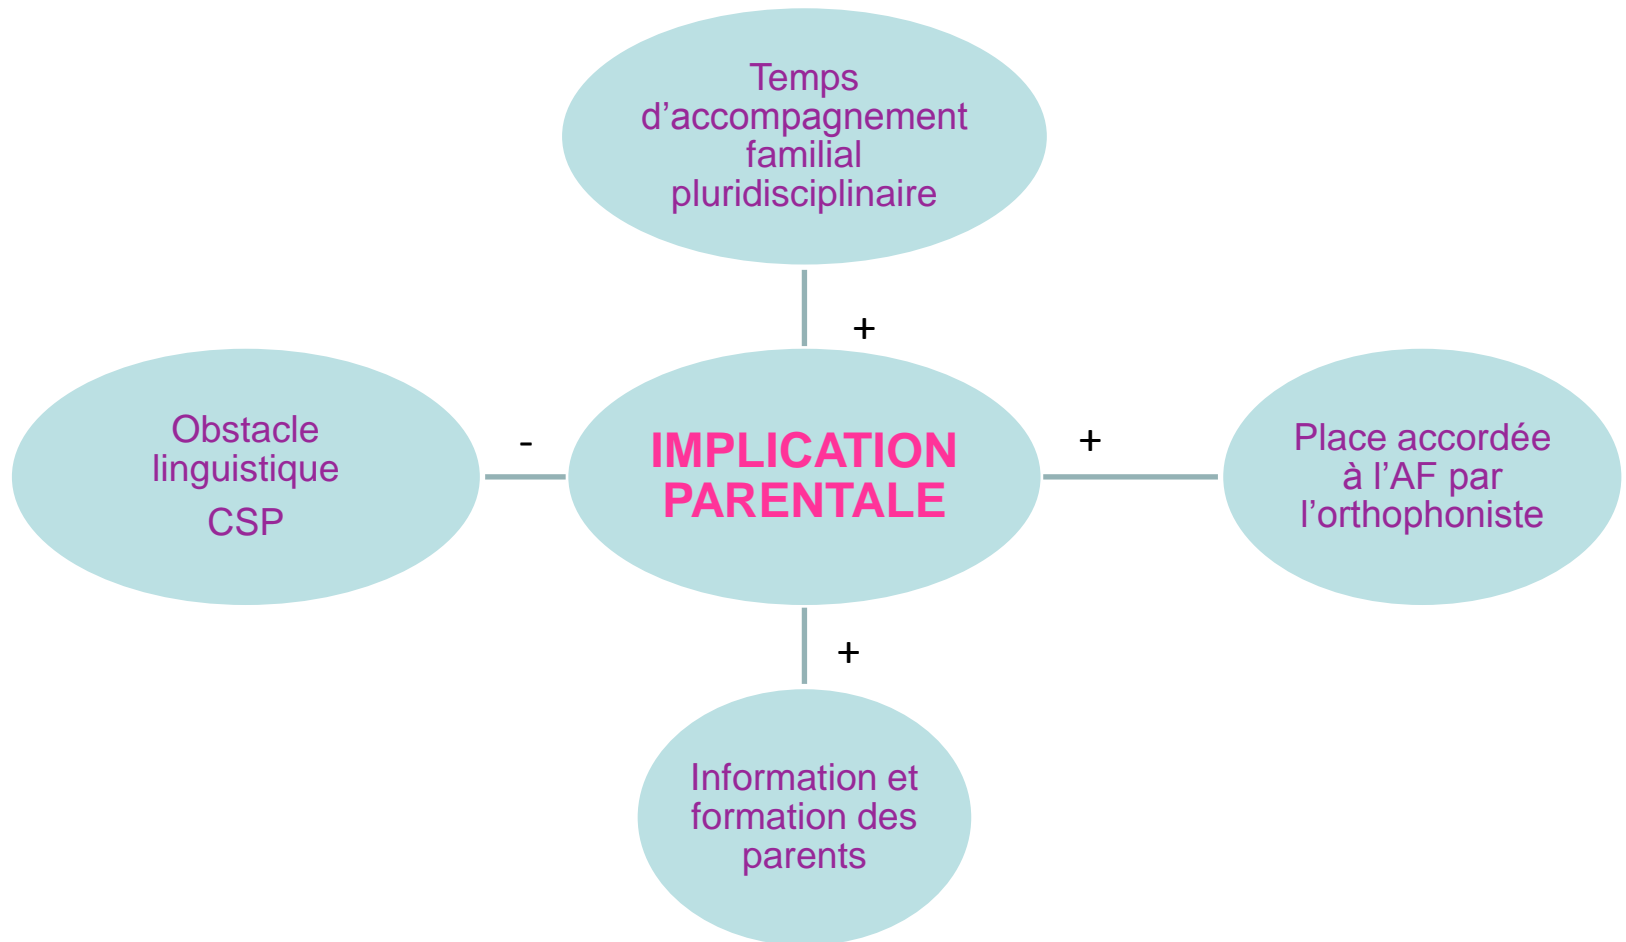 Temps
d’accompagnement
familial
pluridisciplinaire
+
Obstacle
linguistique
CSP
-
IMPLICATION
PARENTALE
+
Place accordée
à l’AF par
l’orthophoniste
+
Information et
formation des
parents